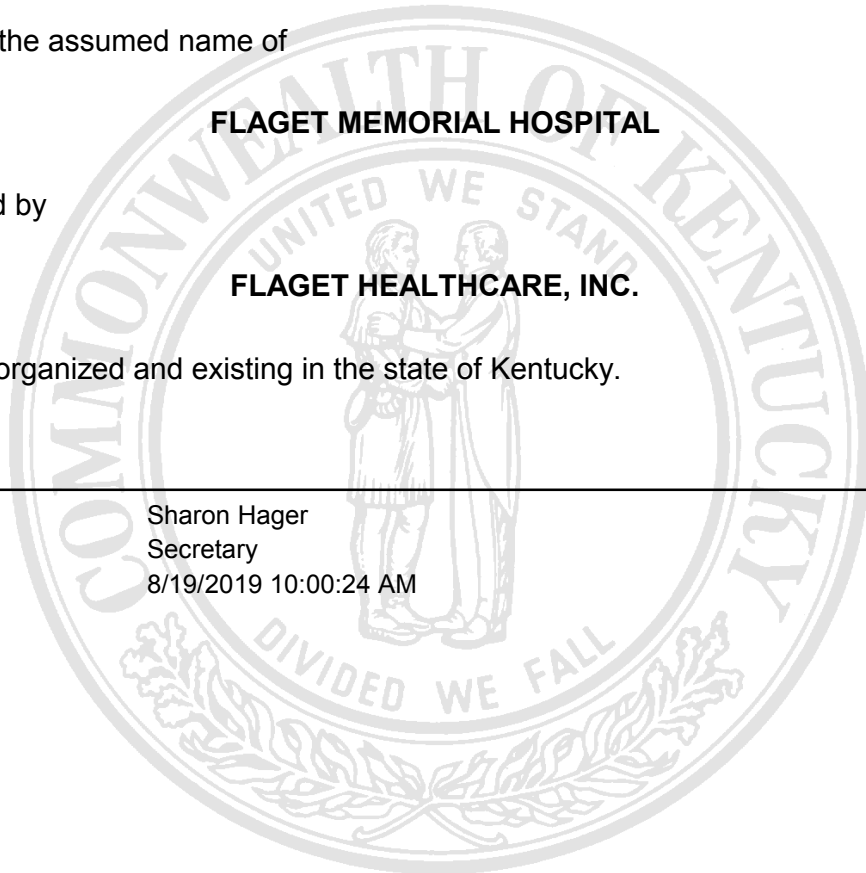 the assumed name of
FLAGET MEMORIAL HOSPITAL
d by
FLAGET HEALTHCARE, INC.
organized and existing in the state of Kentucky.
Sharon Hager
Secretary
8/19/2019 10:00:24 AM
COMMONWEALTH OF KENTUCKY
UNITED WE STAND
DIVIDED WE FALL